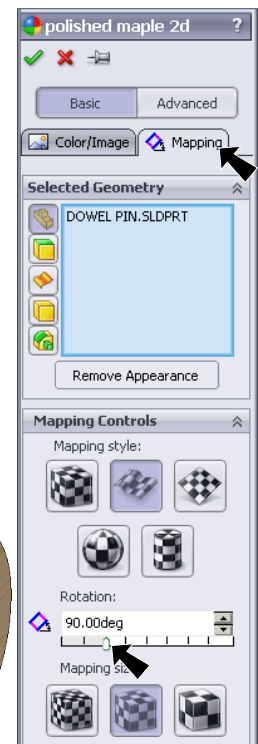 polished maple 2d ?
Basic Advanced
Color/Image Mapping
Selected Geometry
DOWEL PIN.SLDPRT
Remove Appearance
Mapping Controls
Mapping style:
Rotation:
90.00deg
Mapping